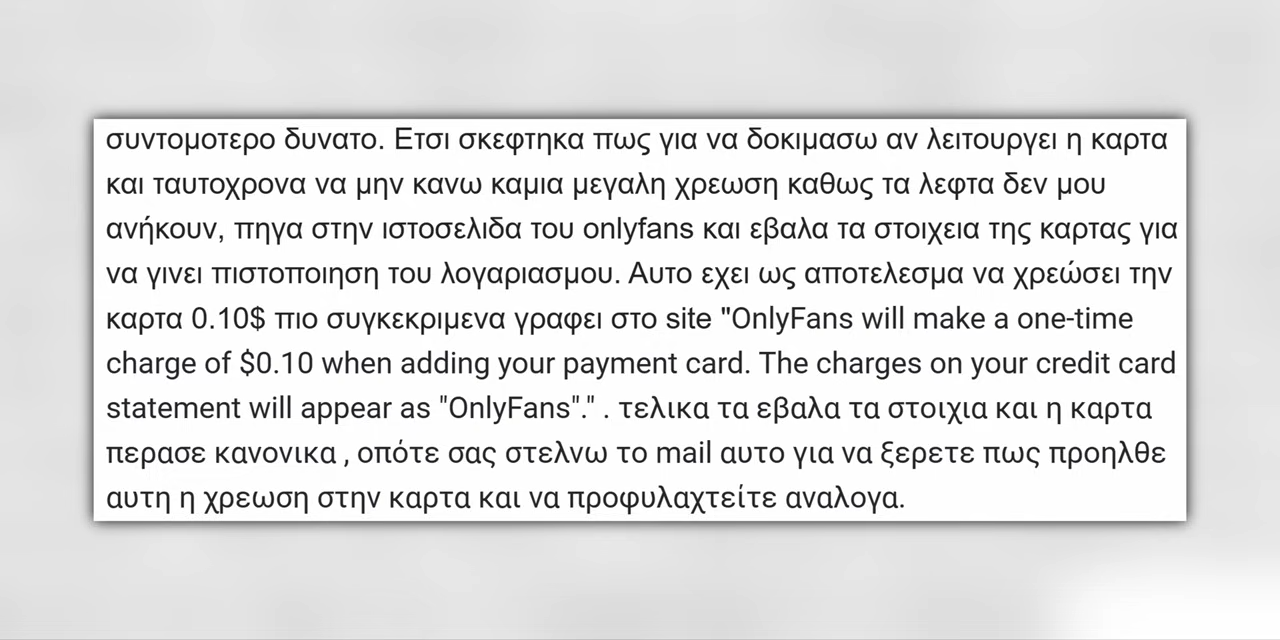 συντομοτερο δυνατο. Ετσι σκεφτηκα πως για να δοκιμασω αν λειτουργει η καρτα
και ταυτοχρονα να μην κανω καμια μεγαλη χρεωση καθως τα λεφτα δεν μου
ανήκουν, πηγα στην ιστοσελιδα του onlyfans και εβαλα τα στοιχεια της καρτας για
να γινει πιστοποιηση του λογαριασμου. Αυτο εχει ως αποτελεσμα να χρεώσει την
καρτα 0.10$ πιο συγκεκριμενα γραφει στο site "OnlyFans will make a one-time
charge of $0.10 when adding your payment card. The charges on your credit card
statement will appear as "OnlyFans"." . τελικα τα εβαλα τα στοιχια και η καρτα
περασε κανονικα , οπότε σας στελνω το mail αυτο για να ξερετε πως προηλθε
αυτη η χρεωση στην καρτα και να προφυλαχτείτε αναλογα.